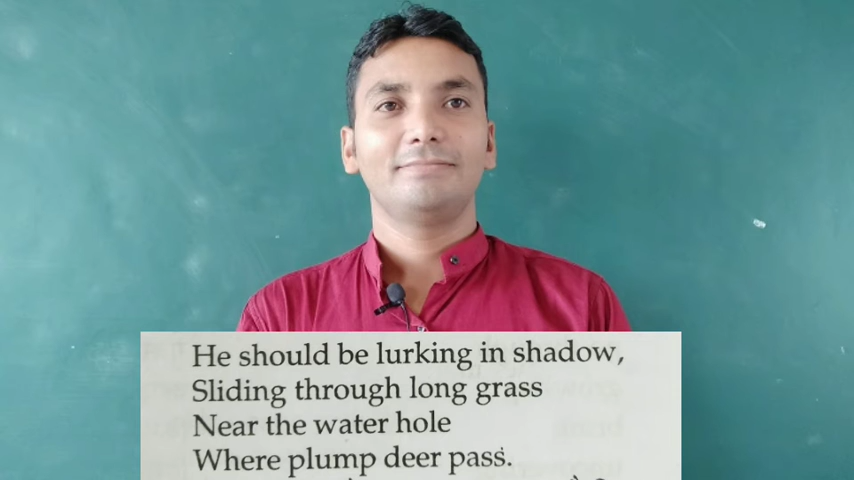 He should be lurking in shadow,
Sliding through long grass
Near the water hole
Where plump deer pass.